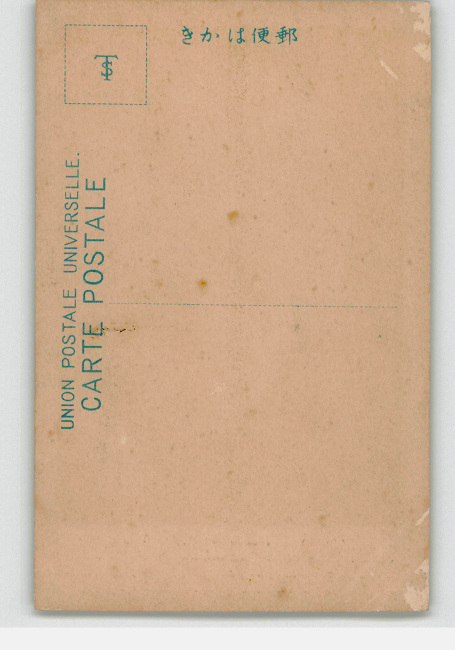 郵便はかき
UNION POSTALE UNIVERSELLE.
CARTE POSTALE